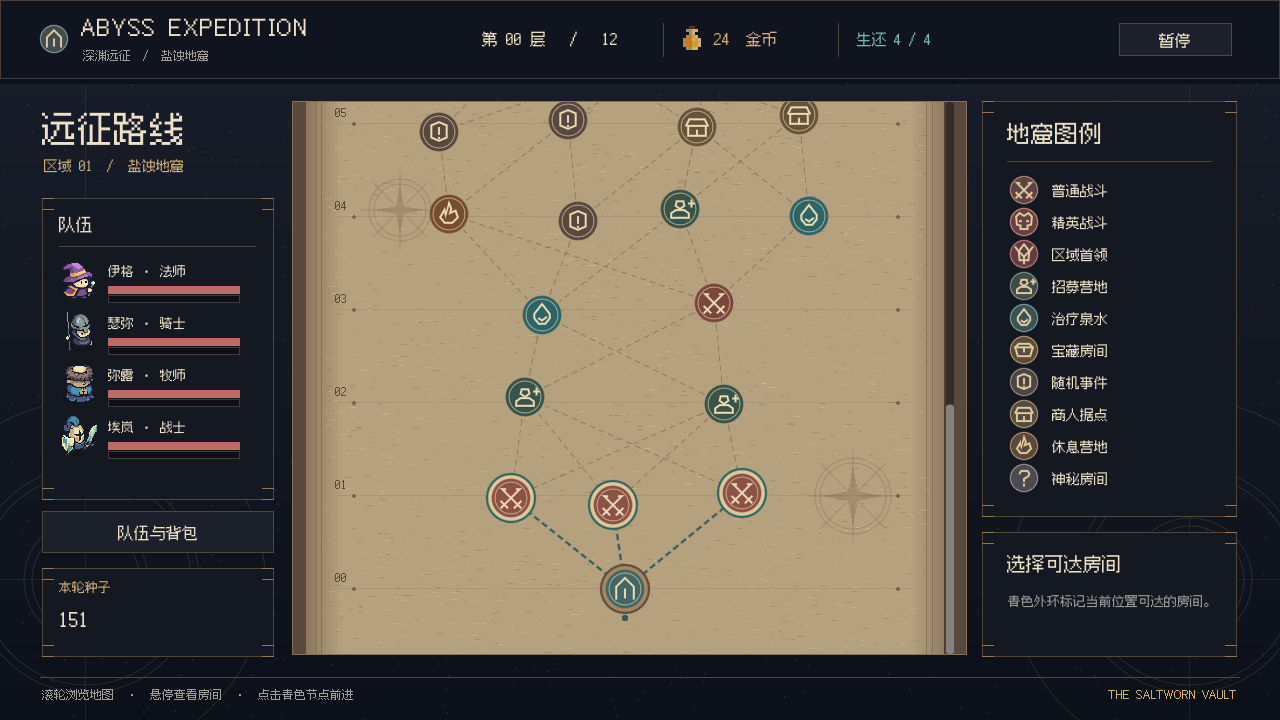 ABYSS EXPEDITION
深渊远征 / 盐蚀地窟
第 00 层 / 12
24 金币
生还 4 / 4
暂停
远征路线
区域 01 / 盐蚀地窟
队伍
伊格 · 法师
瑟弥 · 骑士
弥露 · 牧师
埃岚 · 战士
队伍与背包
本轮种子
151
05
04
03
02
01
00
地窟图例
普通战斗
精英战斗
区域首领
招募营地
治疗泉水
宝藏房间
随机事件
商人据点
休息营地
?
神秘房间
选择可达房间
青色外环标记当前位置可达的房间。
滚轮浏览地图 · 悬停查看房间 · 点击青色节点前进
THE SALTWORN VAULT